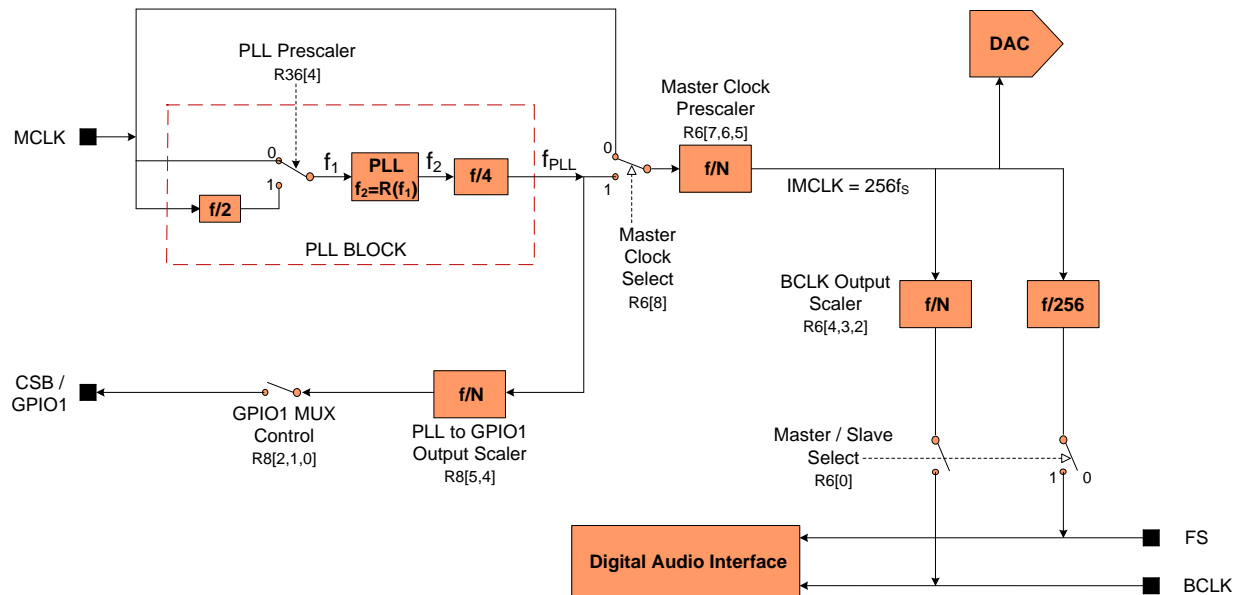 DAC
PLL Prescaler
R36[4]
Master Clock
Prescaler
R6[7,6,5]
MCLK
0
1
f1
PLL
f2=R(f1)
f2
f/4
fPLL
0
1
f/N
IMCLK = 256fS
f/2
PLL BLOCK
Master
Clock
Select
R6[8]
BCLK Output
Scaler
R6[4,3,2]
f/N
f/256
CSB /
GPIO1
GPIO1 MUX
Control
R8[2,1,0]
f/N
PLL to GPIO1
Output Scaler
R8[5,4]
Master / Slave
Select
R6[0]
1 0
Digital Audio Interface
FS
BCLK